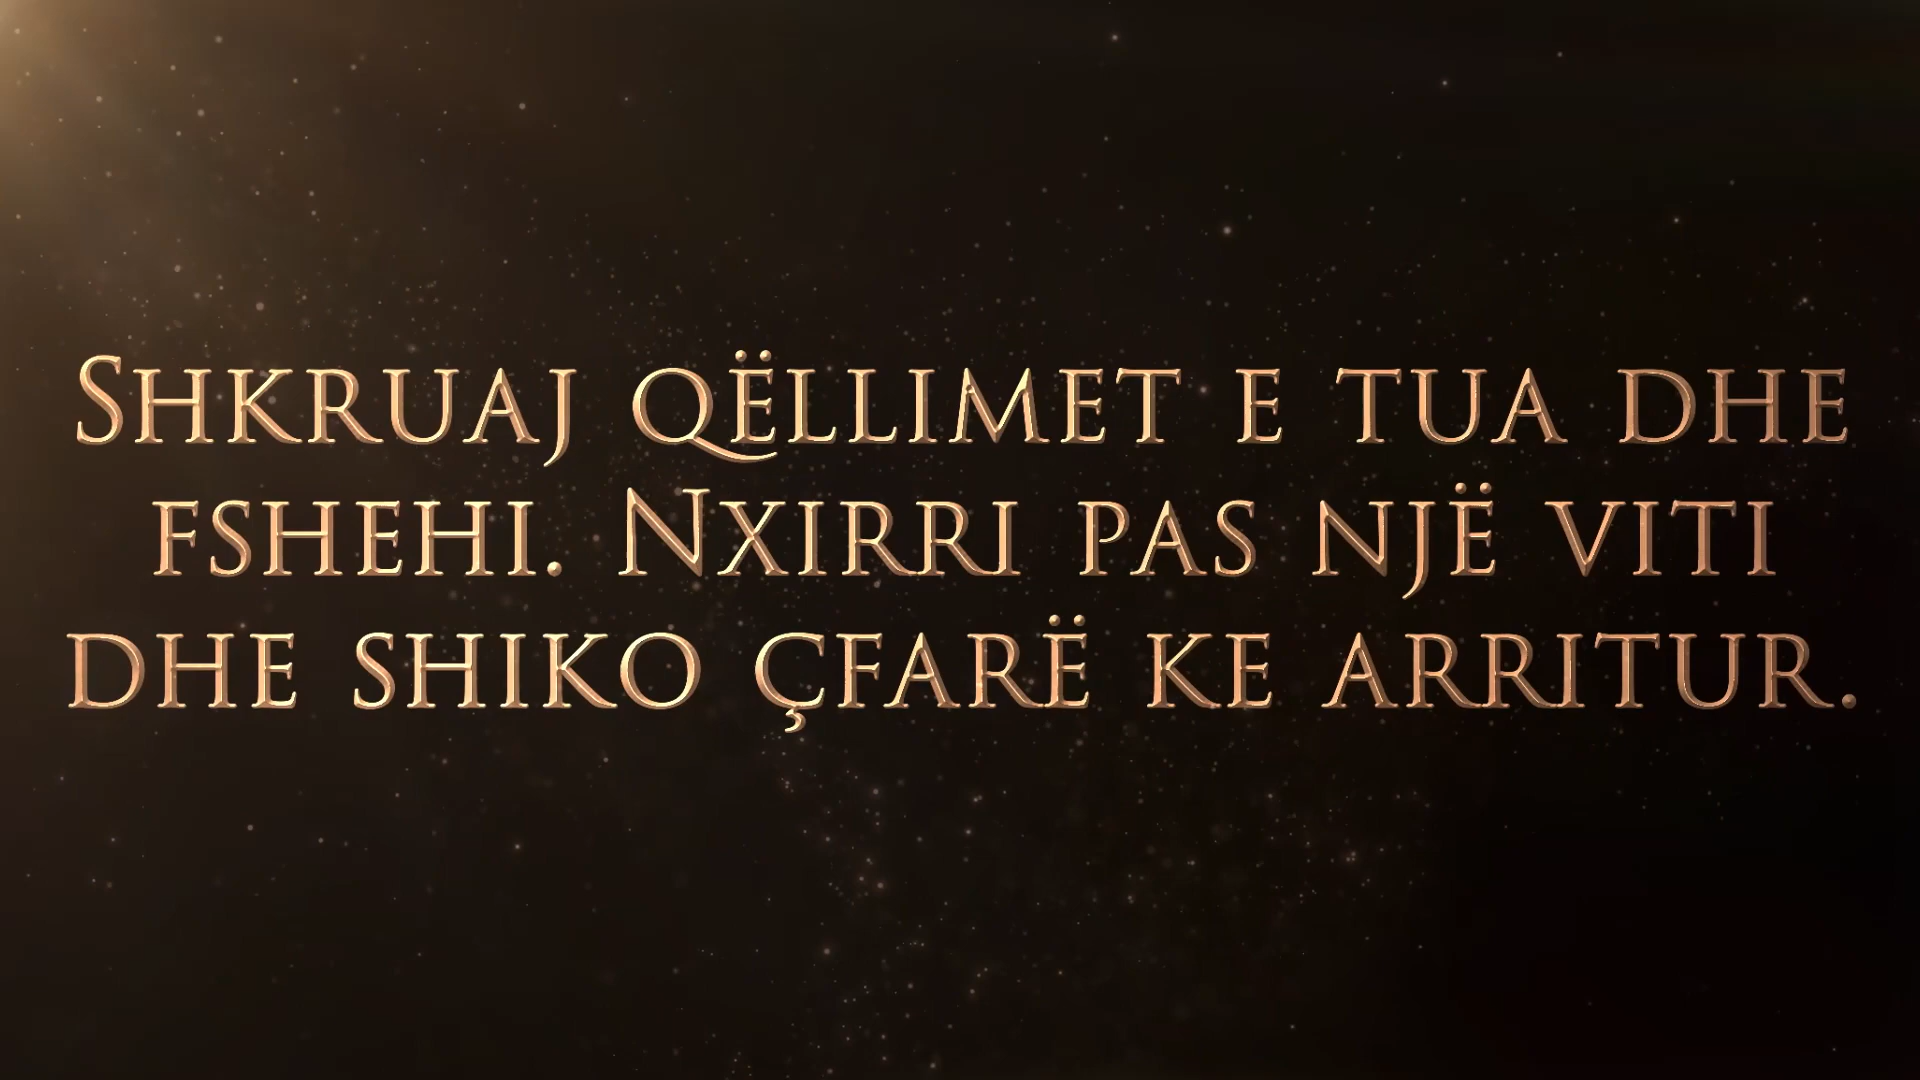 Shkruaj qëllimet e tua dhe
fshehi. Nxirri pas një viti
dhe shiko çfarë ke arritur.